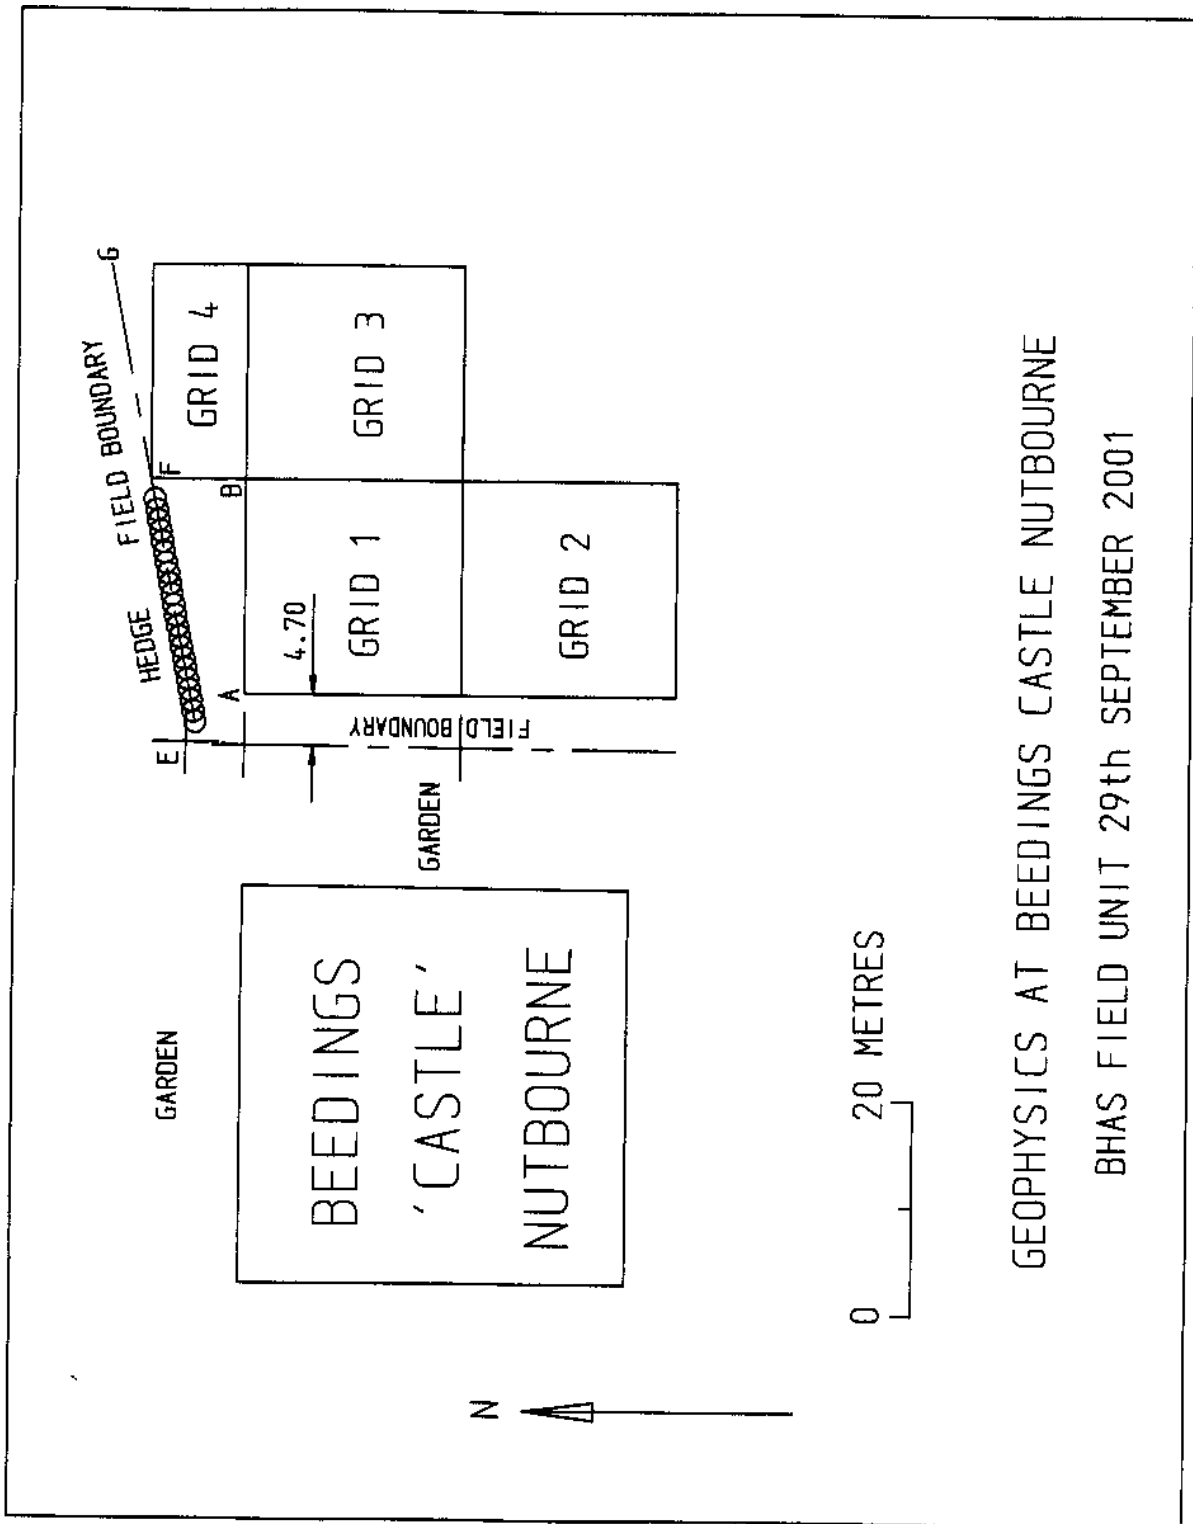 G
HEDGE FIELD BOUNDARY
GRID 4
F
E
A
B
GARDEN
4.70
GRID 1
GRID 3
FIELD BOUNDARY
GARDEN
BEEDINGS
'CASTLE'
NUTBOURNE
GRID 2
N
0 20 METRES
GEOPHYSICS AT BEEDINGS CASTLE NUTBOURNE
BHAS FIELD UNIT 29th SEPTEMBER 2001